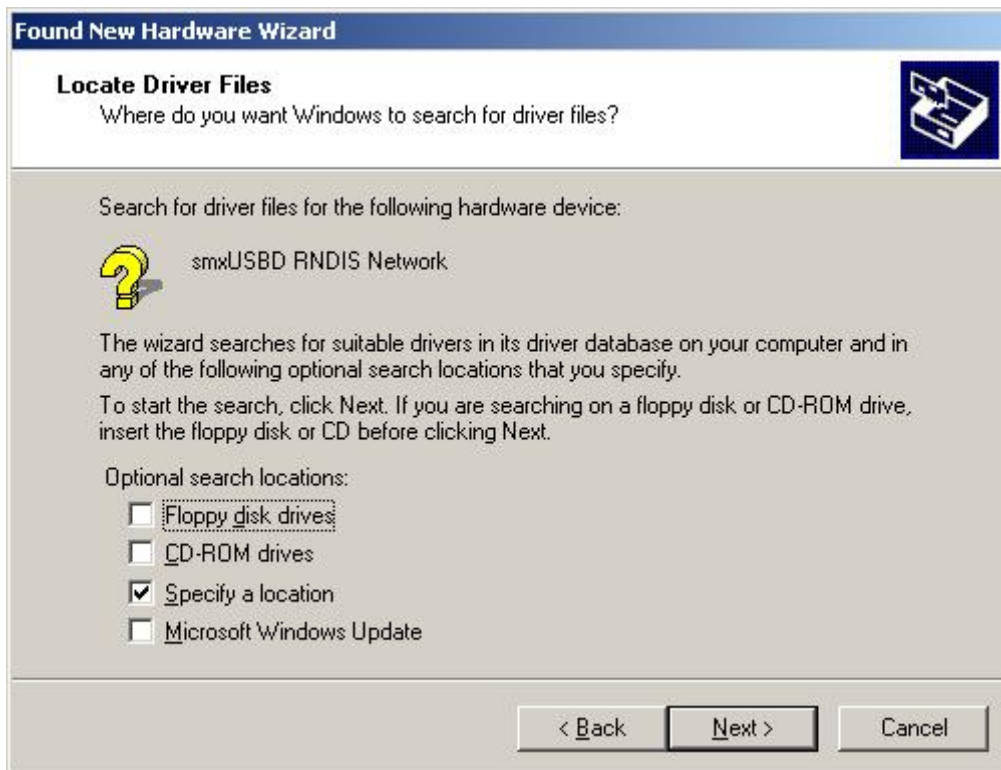 Found New Hardware Wizard
Locate Driver Files
Where do you want Windows to search for driver files?
Search for driver files for the following hardware device:
smxUSBD RNDIS Network
The wizard searches for suitable drivers in its driver database on your computer and in
any of the following optional search locations that you specify.
To start the search, click Next. If you are searching on a floppy disk or CD-ROM drive,
insert the floppy disk or CD before clicking Next.
Optional search locations:
Floppy disk drives
CD-ROM drives
Specify a location
Microsoft Windows Update
< Back Next > Cancel